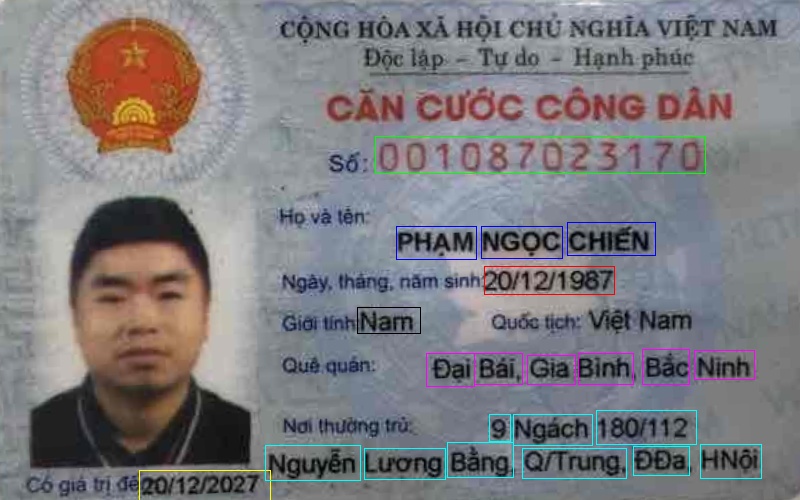 CỘNG HÒA XÃ HỘI CHỦ NGHĨA VIỆT NAM
Độc lập - Tự do - Hạnh phúc
CĂN CƯỚC CÔNG DÂN
Số: 001087023170
Họ và tên:
PHẠM NGỌC CHIẾN
Ngày, tháng, năm sinh: 20/12/1987
Giới tính: Nam Quốc tịch: Việt Nam
Quê quán: Đại Bái, Gia Bình, Bắc Ninh
Nơi thường trú: 9 Ngách 180/112
Nguyễn Lương Bằng, Q/Trung, ĐĐa, HNội
Có giá trị đế 20/12/2027